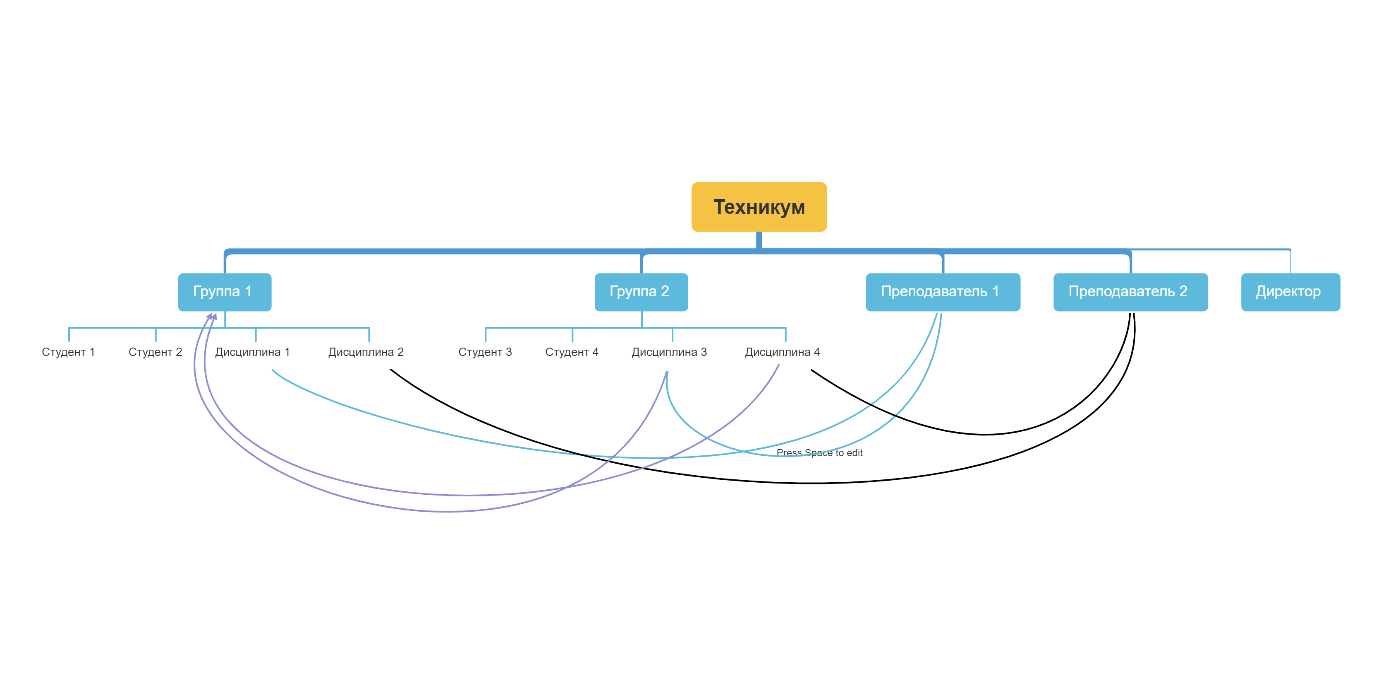 Техникум
Группа 1
Группа 2
Преподаватель 1
Преподаватель 2
Директор
Студент 1
Студент 2
Дисциплина 1
Дисциплина 2
Студент 3
Студент 4
Дисциплина 3
Дисциплина 4
Press Space to edit